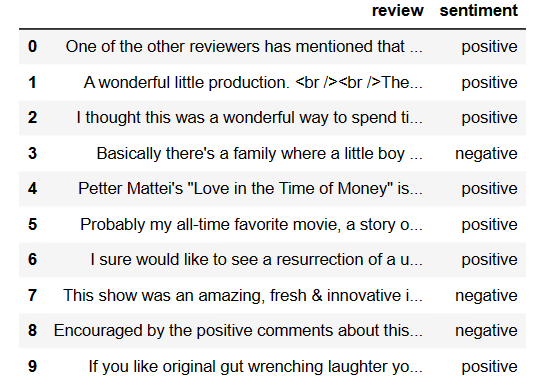 review sentiment
0 One of the other reviewers has mentioned that ... positive
1 A wonderful little production. <br /><br />The... positive
2 I thought this was a wonderful way to spend ti... positive
3 Basically there's a family where a little boy ... negative
4 Petter Mattei's "Love in the Time of Money" is... positive
5 Probably my all-time favorite movie, a story o... positive
6 I sure would like to see a resurrection of a u... positive
7 This show was an amazing, fresh & innovative i... negative
8 Encouraged by the positive comments about this... negative
9 If you like original gut wrenching laughter yo... positive